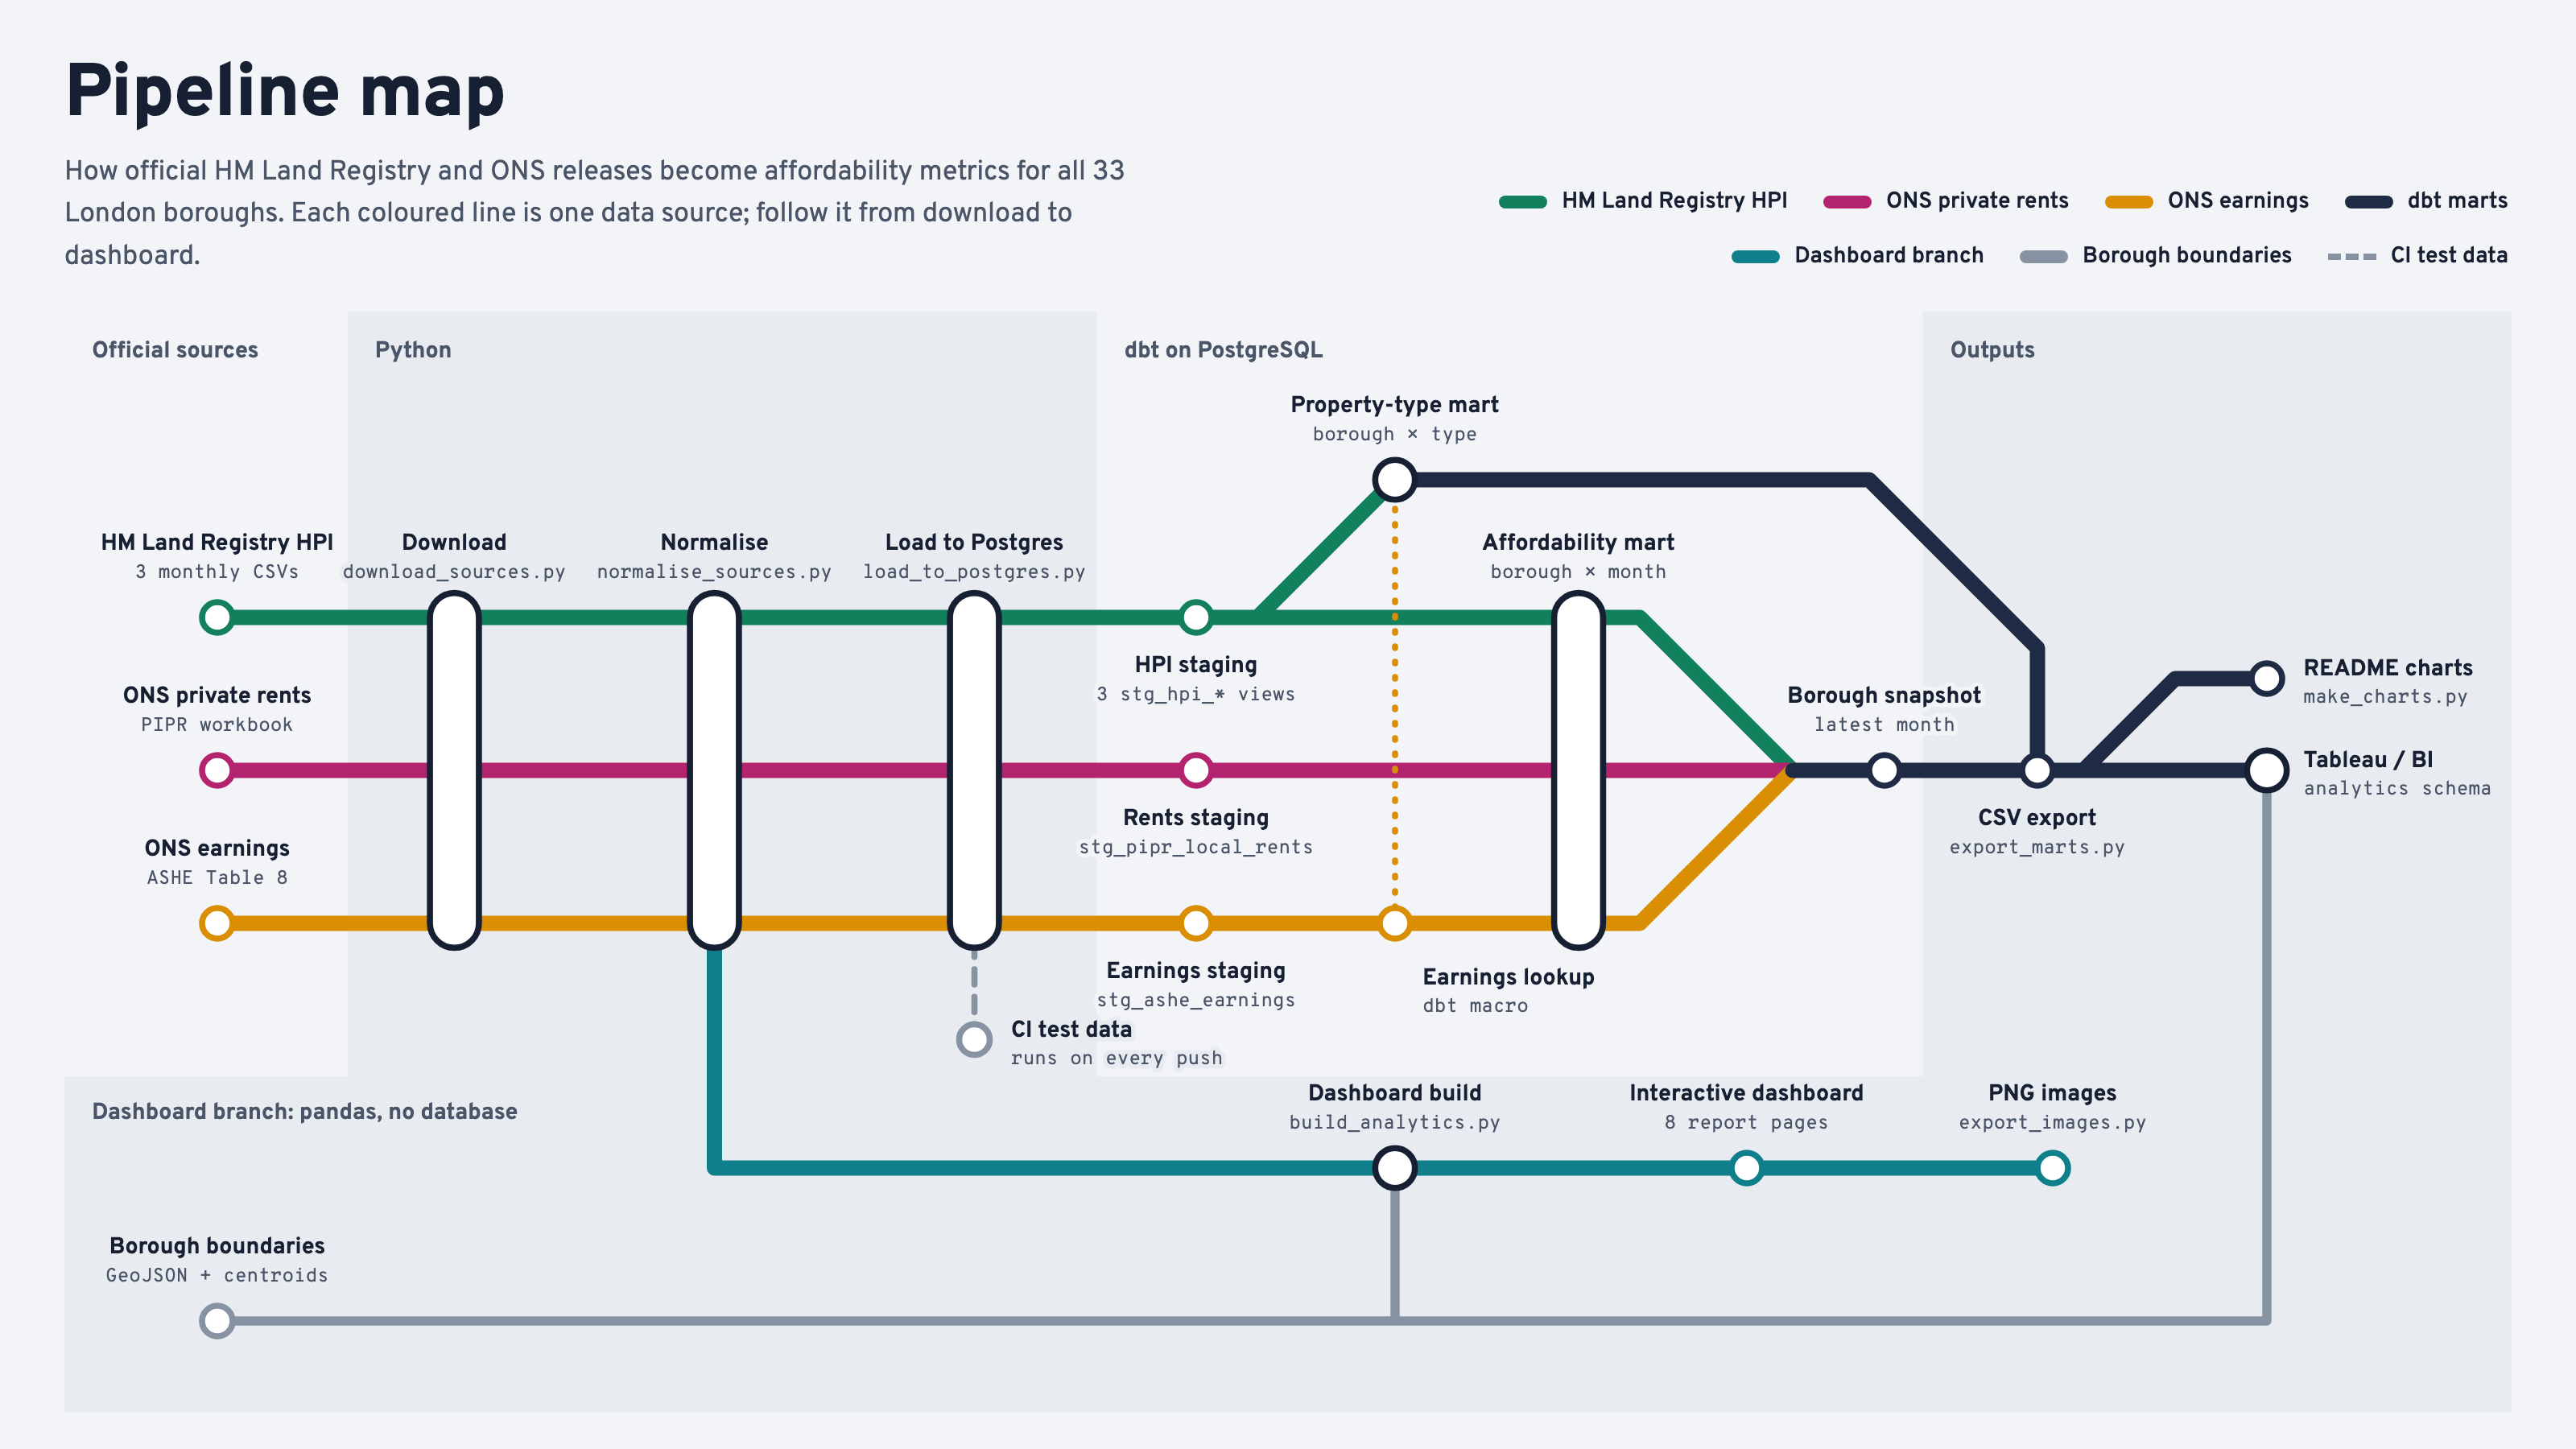 Pipeline map
How official HM Land Registry and ONS releases become affordability metrics for all 33
London boroughs. Each coloured line is one data source; follow it from download to
dashboard.
HM Land Registry HPI
ONS private rents
ONS earnings
dbt marts
Dashboard branch
Borough boundaries
CI test data
Official sources
Python
dbt on PostgreSQL
Outputs
Property-type mart
borough × type
HM Land Registry HPI
3 monthly CSVs
Download
download_sources.py
Normalise
normalise_sources.py
Load to Postgres
load_to_postgres.py
Affordability mart
borough × month
HPI staging
3 stg_hpi_* views
README charts
make_charts.py
ONS private rents
PIPR workbook
Borough snapshot
latest month
Tableau / BI
analytics schema
Rents staging
stg_pipr_local_rents
CSV export
export_marts.py
ONS earnings
ASHE Table 8
Earnings staging
stg_ashe_earnings
Earnings lookup
dbt macro
CI test data
runs on every push
Dashboard branch: pandas, no database
Dashboard build
build_analytics.py
Interactive dashboard
8 report pages
PNG images
export_images.py
Borough boundaries
GeoJSON + centroids